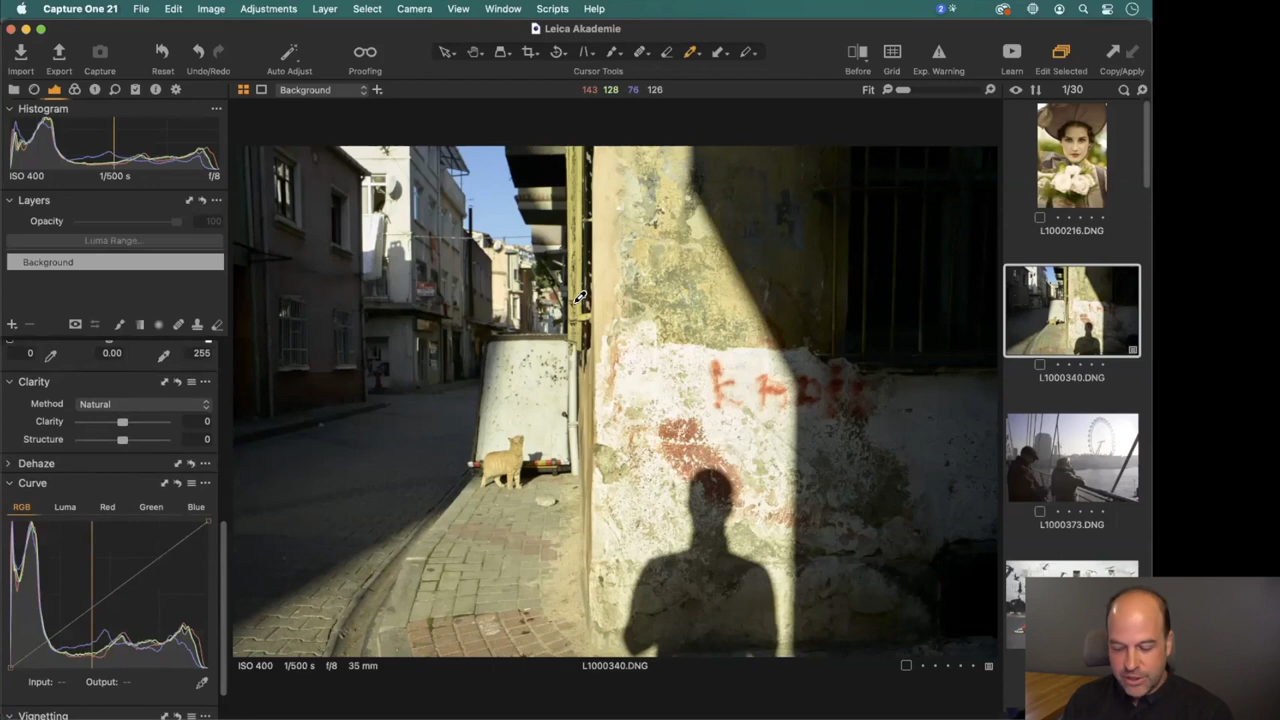 Capture One 21 File Edit Image Adjustments Layer Select Camera View Window Scripts Help 2
Leica Akademie
Import Export Capture Reset Undo/Redo Auto Adjust Proofing Cursor Tools Before Grid Exp. Warning Learn Edit Selected Copy/Apply
Background 143 128 76 126 Fit 1/30
Histogram
ISO 400 1/500 s f/8
Layers
Opacity 100
Luma Range...
Background
0 0.00 255
Clarity
Method Natural
Clarity 0
Structure 0
Dehaze
Curve
RGB Luma Red Green Blue
Input: -- Output: --
Vignetting
ISO 400 1/500 s f/8 35 mm L1000340.DNG
L1000216.DNG
L1000340.DNG
L1000373.DNG